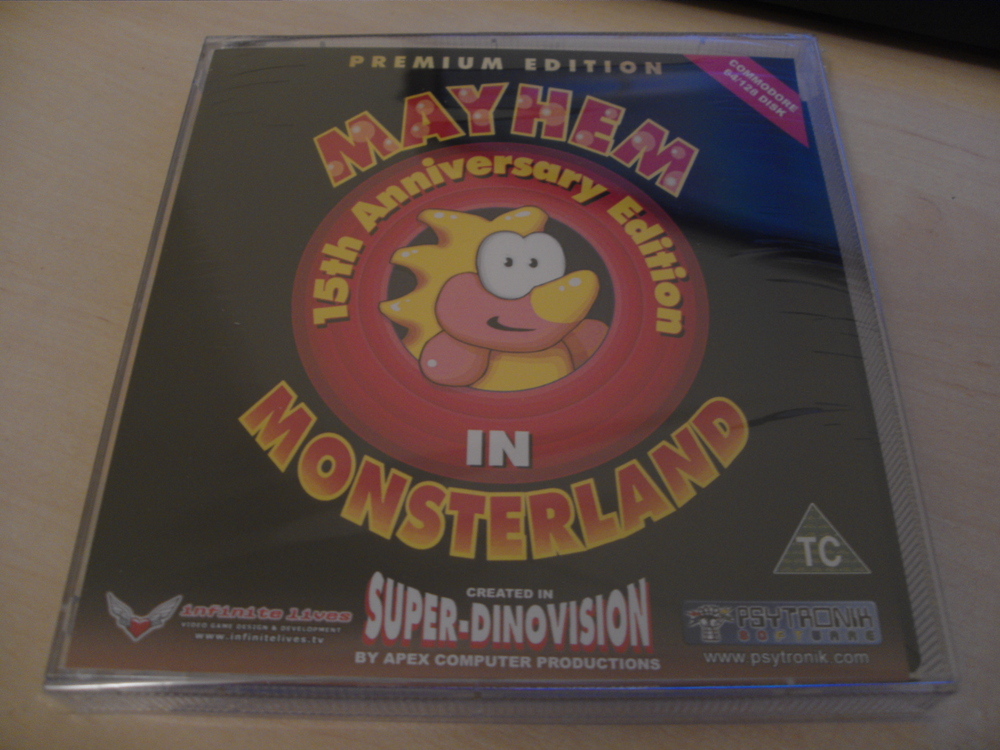 PREMIUM EDITION
COMMODORE
64/128 DISK
MAYHEM
15th Anniversary Edition
IN
MONSTERLAND
TC
CREATED IN
SUPER-DINOVISION
BY APEX COMPUTER PRODUCTIONS
infinite lives
VIDEO GAME DESIGN & DEVELOPMENT
www.infinitelives.tv
PSYTRONIK
SOFTWARE
www.psytronik.com